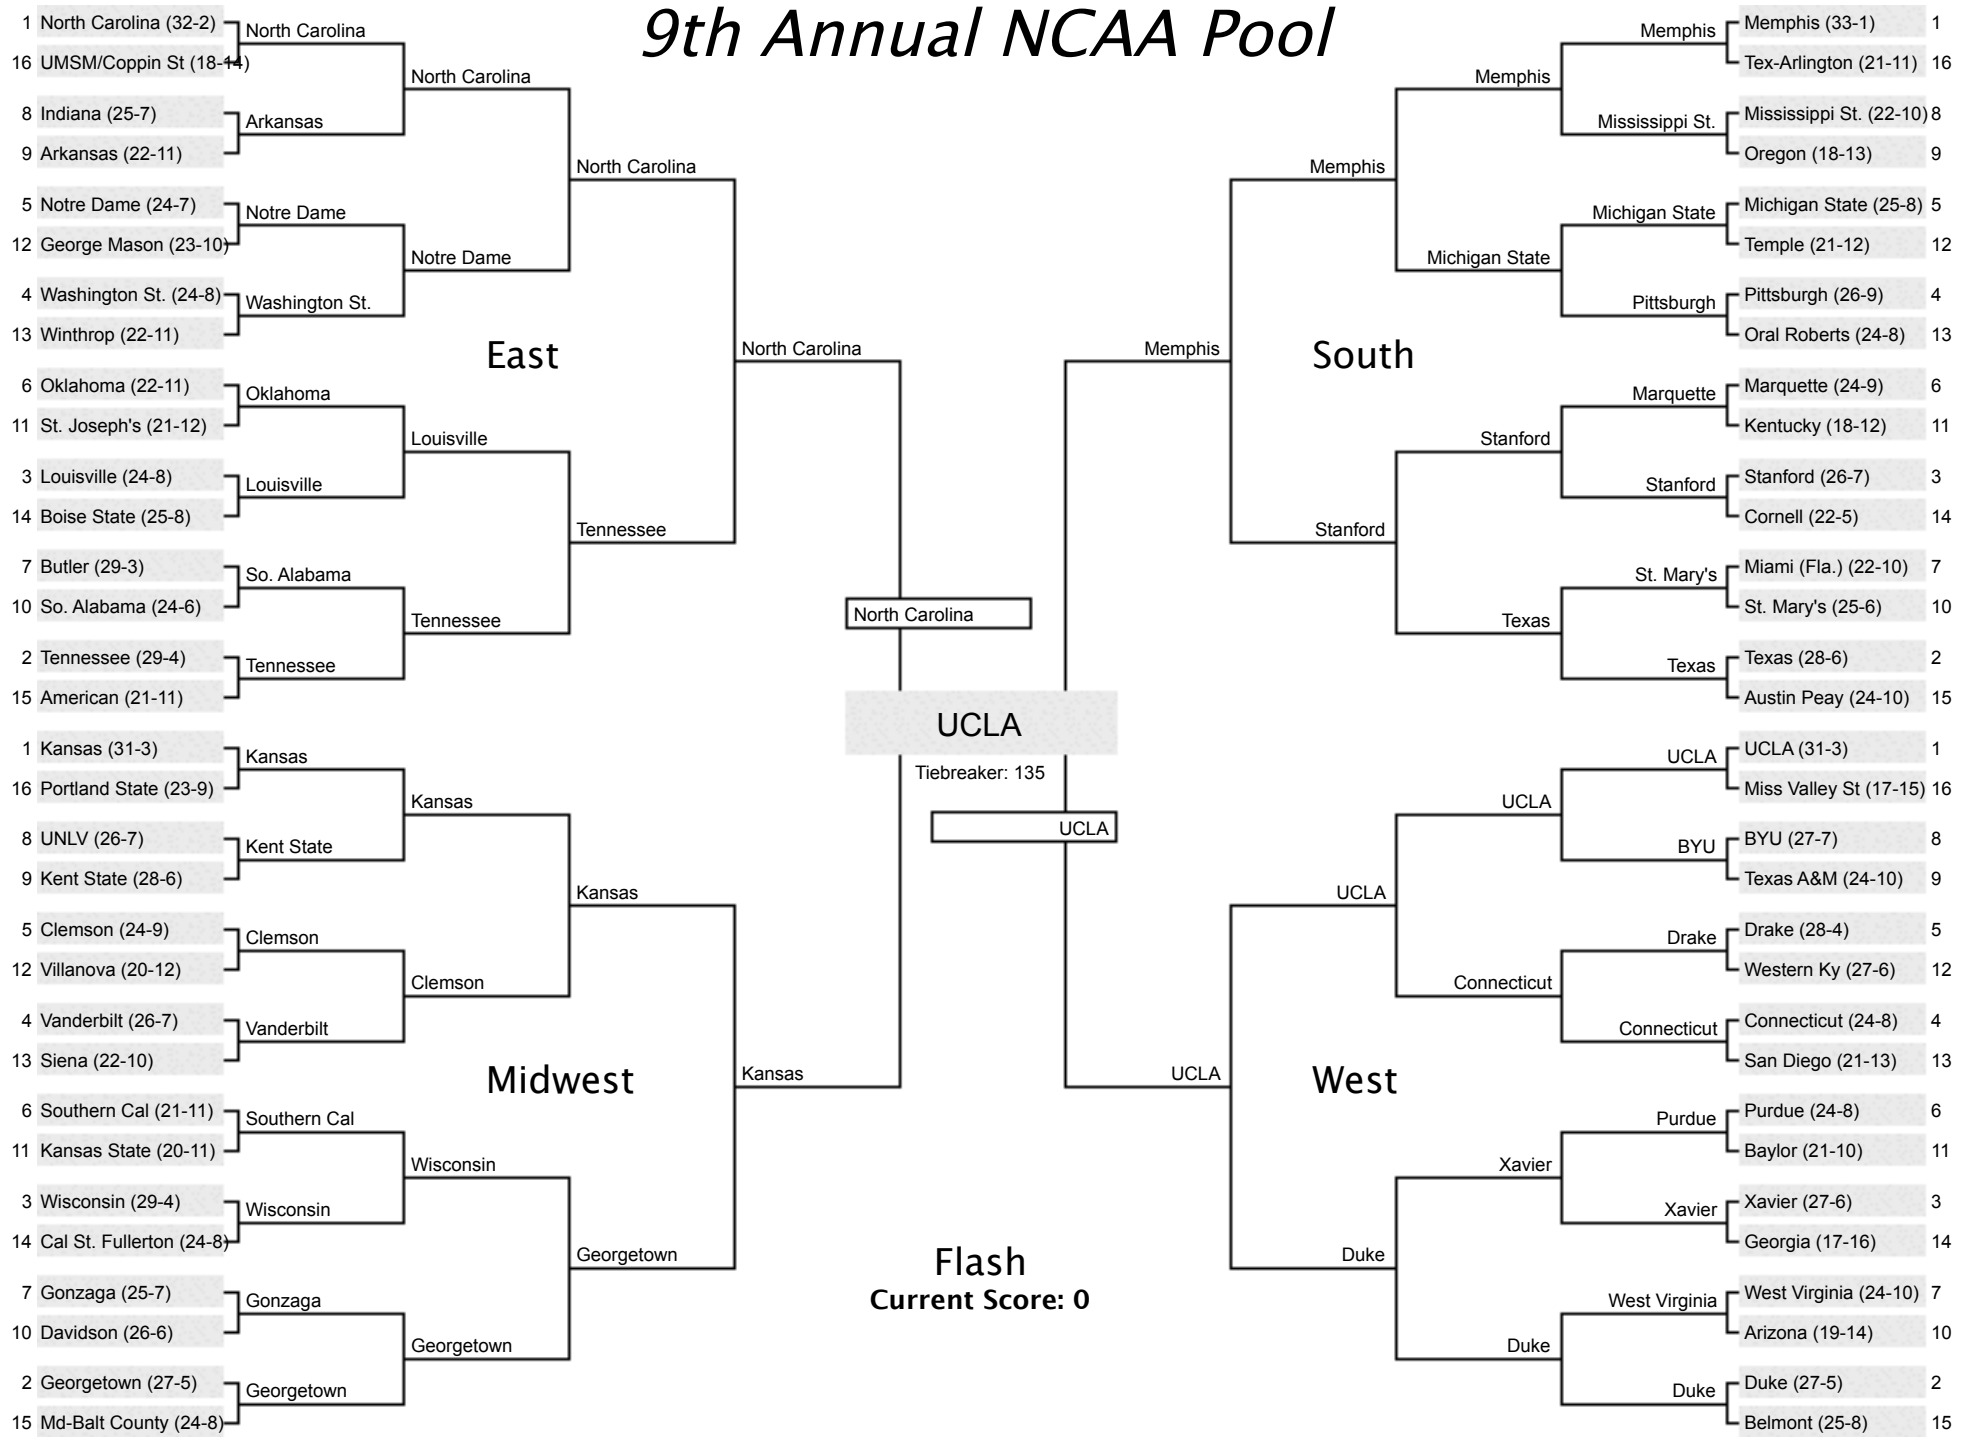 9th Annual NCAA Pool
1 North Carolina (32-2)
16 UMSM/Coppin St (18-14)
8 Indiana (25-7)
9 Arkansas (22-11)
5 Notre Dame (24-7)
12 George Mason (23-10)
4 Washington St. (24-8)
13 Winthrop (22-11)
6 Oklahoma (22-11)
11 St. Joseph's (21-12)
3 Louisville (24-8)
14 Boise State (25-8)
7 Butler (29-3)
10 So. Alabama (24-6)
2 Tennessee (29-4)
15 American (21-11)
North Carolina
Arkansas
Notre Dame
Washington St.
Oklahoma
Louisville
So. Alabama
Tennessee
North Carolina
Notre Dame
Louisville
Tennessee
North Carolina
Tennessee
East
North Carolina
1 Kansas (31-3)
16 Portland State (23-9)
8 UNLV (26-7)
9 Kent State (28-6)
5 Clemson (24-9)
12 Villanova (20-12)
4 Vanderbilt (26-7)
13 Siena (22-10)
6 Southern Cal (21-11)
11 Kansas State (20-11)
3 Wisconsin (29-4)
14 Cal St. Fullerton (24-8)
7 Gonzaga (25-7)
10 Davidson (26-6)
2 Georgetown (27-5)
15 Md-Balt County (24-8)
Kansas
Kent State
Clemson
Vanderbilt
Southern Cal
Wisconsin
Gonzaga
Georgetown
Kansas
Clemson
Wisconsin
Georgetown
Kansas
Georgetown
Midwest
Kansas
North Carolina
UCLA
Tiebreaker: 135
UCLA
Flash
Current Score: 0
Memphis (33-1) 1
Tex-Arlington (21-11) 16
Mississippi St. (22-10) 8
Oregon (18-13) 9
Michigan State (25-8) 5
Temple (21-12) 12
Pittsburgh (26-9) 4
Oral Roberts (24-8) 13
Marquette (24-9) 6
Kentucky (18-12) 11
Stanford (26-7) 3
Cornell (22-5) 14
Miami (Fla.) (22-10) 7
St. Mary's (25-6) 10
Texas (28-6) 2
Austin Peay (24-10) 15
Memphis
Mississippi St.
Michigan State
Pittsburgh
Marquette
Stanford
St. Mary's
Texas
Memphis
Michigan State
Stanford
Texas
Memphis
Stanford
South
Memphis
UCLA (31-3) 1
Miss Valley St (17-15) 16
BYU (27-7) 8
Texas A&M (24-10) 9
Drake (28-4) 5
Western Ky (27-6) 12
Connecticut (24-8) 4
San Diego (21-13) 13
Purdue (24-8) 6
Baylor (21-10) 11
Xavier (27-6) 3
Georgia (17-16) 14
West Virginia (24-10) 7
Arizona (19-14) 10
Duke (27-5) 2
Belmont (25-8) 15
UCLA
BYU
Drake
Connecticut
Purdue
Xavier
West Virginia
Duke
UCLA
Connecticut
Xavier
Duke
UCLA
Duke
West
UCLA